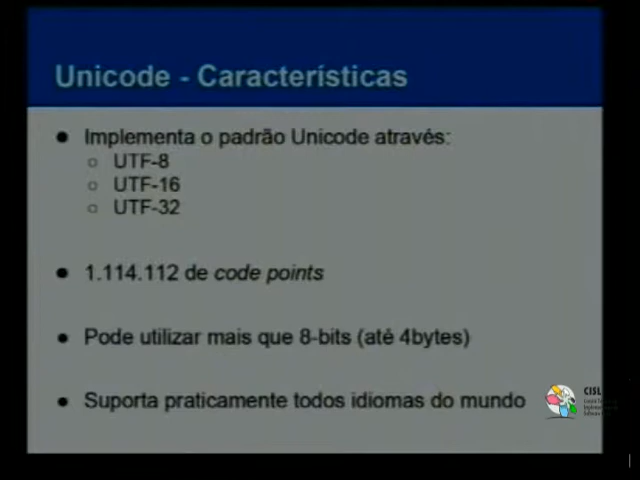 Unicode - Características
● Implementa o padrão Unicode através:
○ UTF-8
○ UTF-16
○ UTF-32
● 1.114.112 de code points
● Pode utilizar mais que 8-bits (até 4bytes)
● Suporta praticamente todos idiomas do mundo
CISL